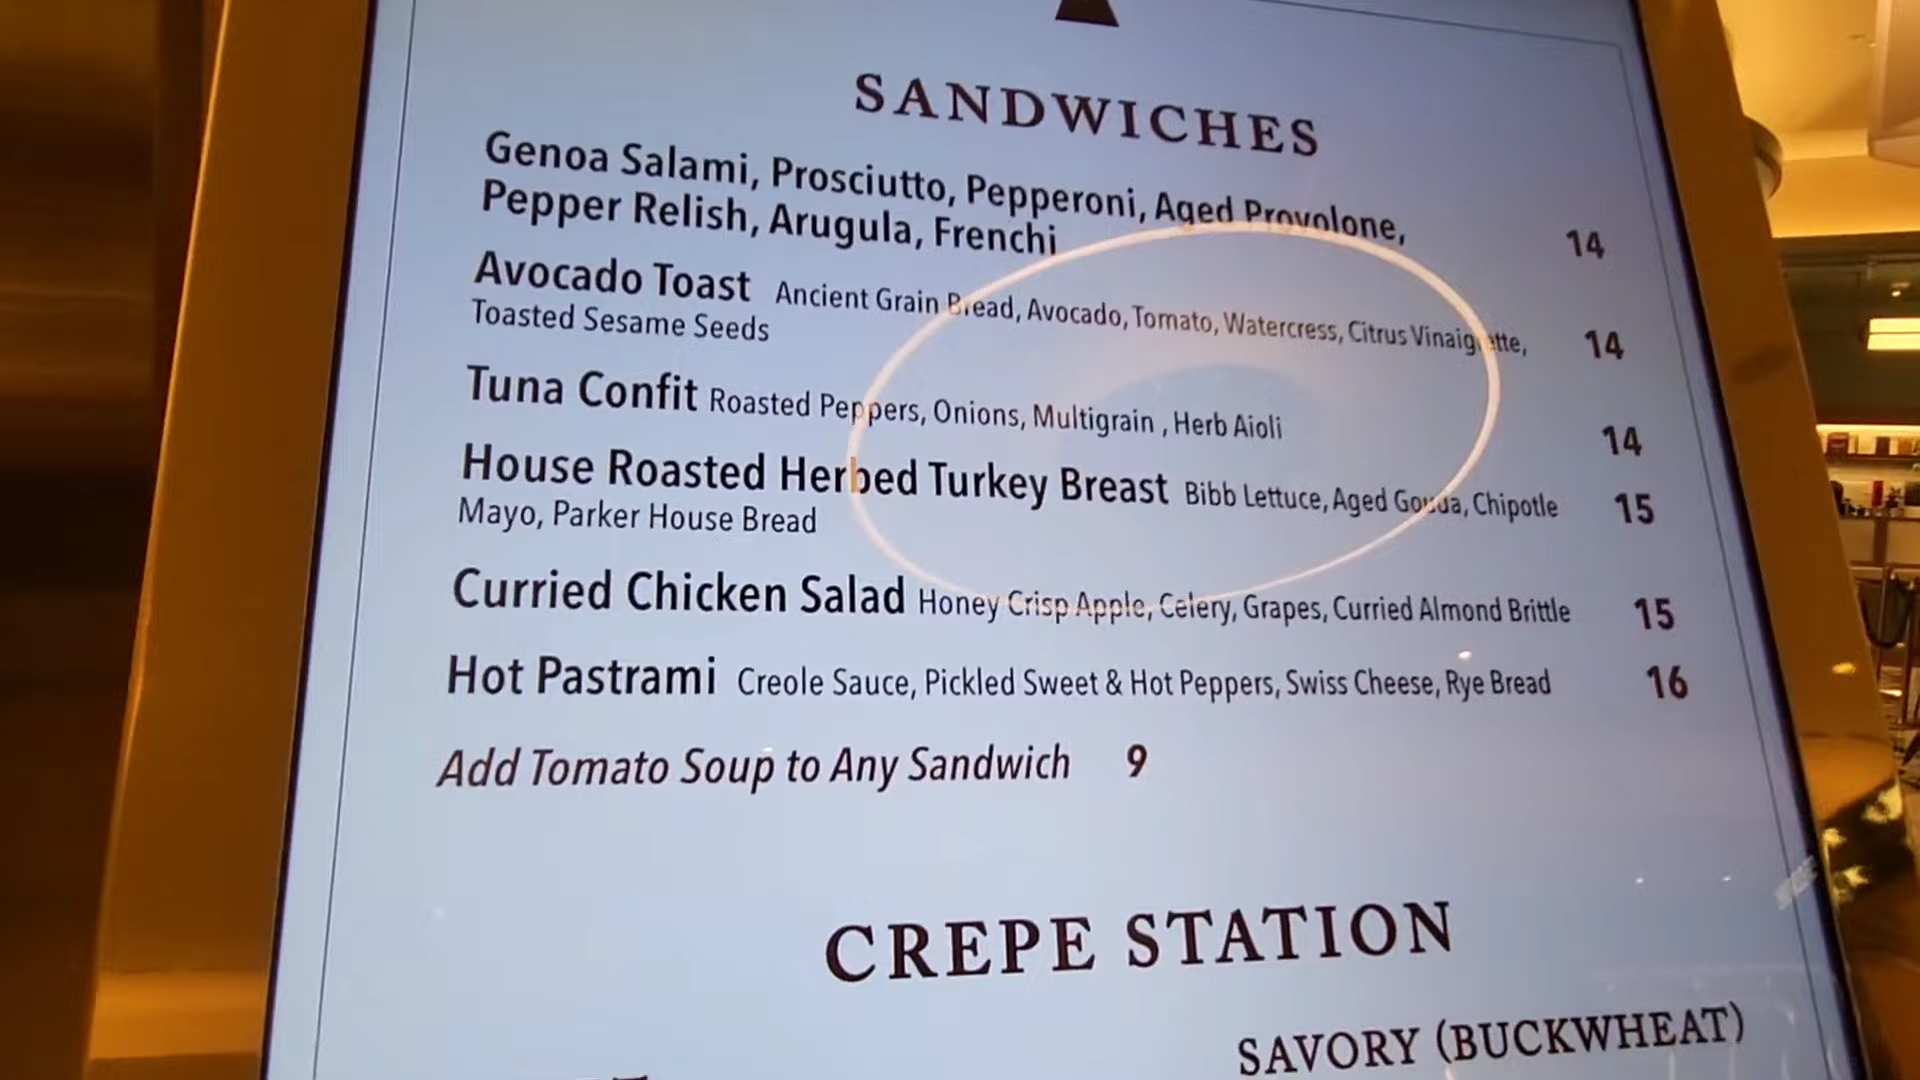 SANDWICHES
Genoa Salami, Prosciutto, Pepperoni, Aged Provolone,
Pepper Relish, Arugula, Frenchi 14
Avocado Toast Ancient Grain Bread, Avocado, Tomato, Watercress, Citrus Vinaigrette,
Toasted Sesame Seeds 14
Tuna Confit Roasted Peppers, Onions, Multigrain , Herb Aioli 14
House Roasted Herbed Turkey Breast Bibb Lettuce, Aged Gouda, Chipotle 15
Mayo, Parker House Bread
Curried Chicken Salad Honey Crisp Apple, Celery, Grapes, Curried Almond Brittle 15
Hot Pastrami Creole Sauce, Pickled Sweet & Hot Peppers, Swiss Cheese, Rye Bread 16
Add Tomato Soup to Any Sandwich 9
CREPE STATION
SAVORY (BUCKWHEAT)